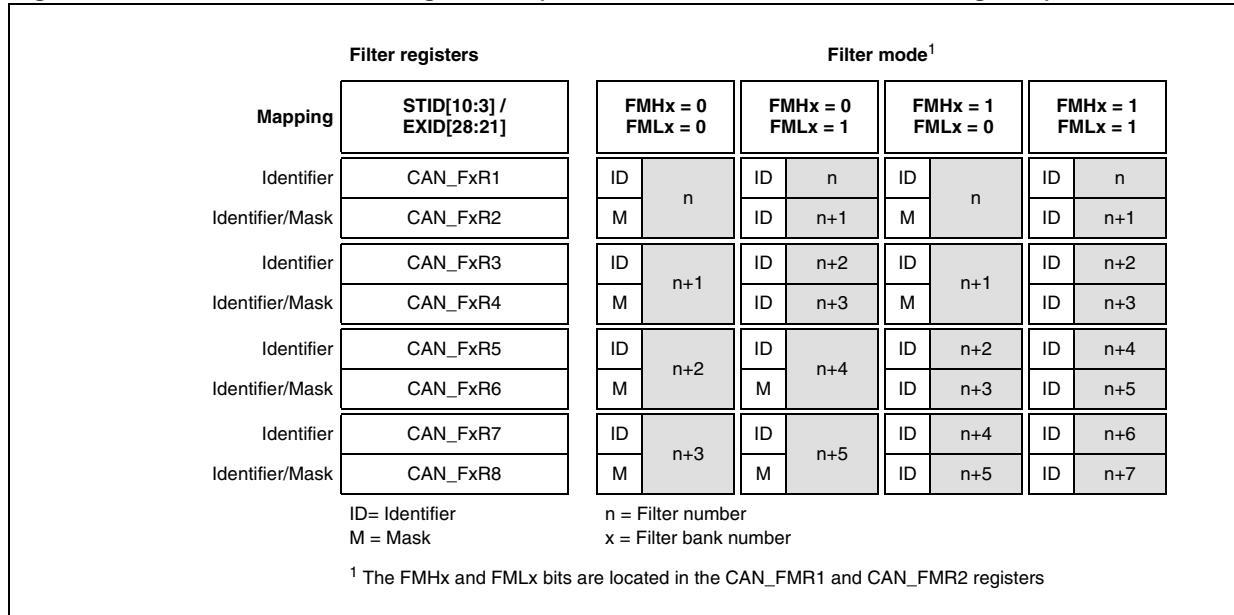 Filter registers Filter mode1
Mapping STID[10:3] / EXID[28:21] FMHx = 0 FMLx = 0 FMHx = 0 FMLx = 1 FMHx = 1 FMLx = 0 FMHx = 1 FMLx = 1
Identifier CAN_FxR1 ID n ID n ID n ID n
Identifier/Mask CAN_FxR2 M ID n+1 M ID n+1
Identifier CAN_FxR3 ID n+1 ID n+2 ID n+1 ID n+2
Identifier/Mask CAN_FxR4 M ID n+3 M ID n+3
Identifier CAN_FxR5 ID n+2 ID n+4 ID n+2 ID n+4
Identifier/Mask CAN_FxR6 M M ID n+3 ID n+5
Identifier CAN_FxR7 ID n+3 ID n+5 ID n+4 ID n+6
Identifier/Mask CAN_FxR8 M M ID n+5 ID n+7
ID= Identifier n = Filter number
M = Mask x = Filter bank number
1 The FMHx and FMLx bits are located in the CAN_FMR1 and CAN_FMR2 registers